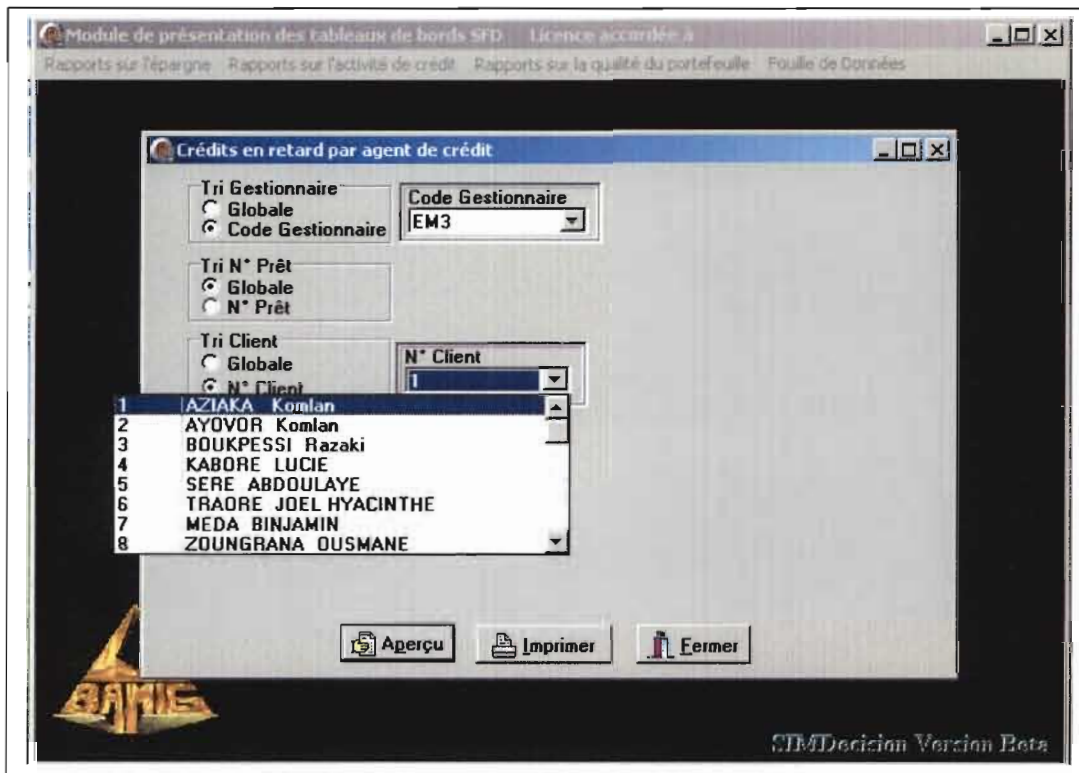 Module de présentation des tableaux de bords SFD Licence accordée à
Rapports sur l'épargne Rapports sur l'activité de crédit Rapports sur la qualité du portefeuille Fouille de Données
Crédits en retard par agent de crédit
Tri Gestionnaire
Globale
Code Gestionnaire
Code Gestionnaire
EM3
Tri N° Prêt
Globale
N° Prêt
Tri Client
Globale
N° Client
N° Client
1
1 AZIAKA Komlan
2 AYOVOR Komlan
3 BOUKPESSI Razaki
4 KABORE LUCIE
5 SERE ABDOULAYE
6 TRAORE JOEL HYACINTHE
7 MEDA BINJAMIN
8 ZOUNGRANA OUSMANE
Aperçu Imprimer Fermer
BAMIG
SIMDecision Version Beta